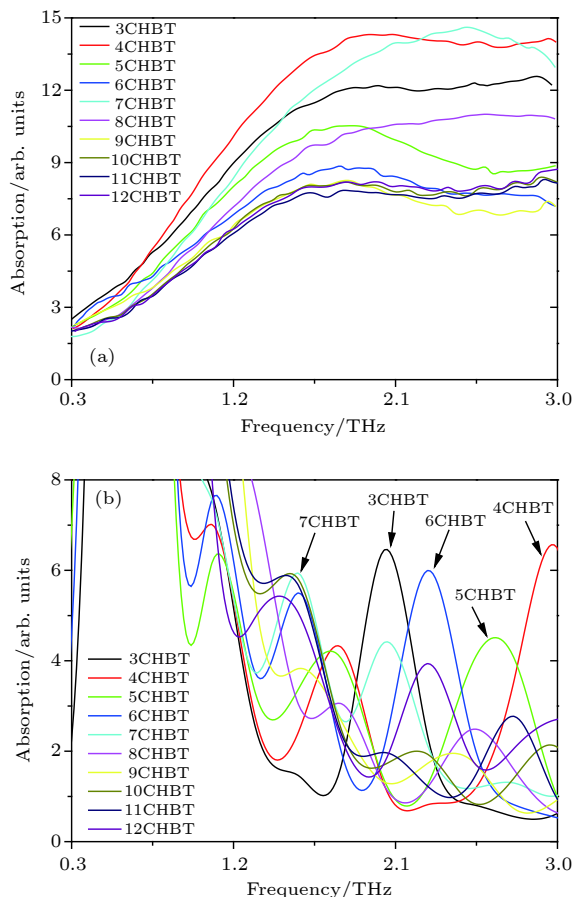 15
12
9
6
3
0
Absorption/arb. units
3CHBT
4CHBT
5CHBT
6CHBT
7CHBT
8CHBT
9CHBT
10CHBT
11CHBT
12CHBT
(a)
0.3 1.2 2.1 3.0
Frequency/THz
8
6
4
2
0
Absorption/arb. units
(b)
3CHBT
4CHBT
7CHBT
6CHBT
5CHBT
3CHBT
4CHBT
5CHBT
6CHBT
7CHBT
8CHBT
9CHBT
10CHBT
11CHBT
12CHBT
0.3 1.2 2.1 3.0
Frequency/THz